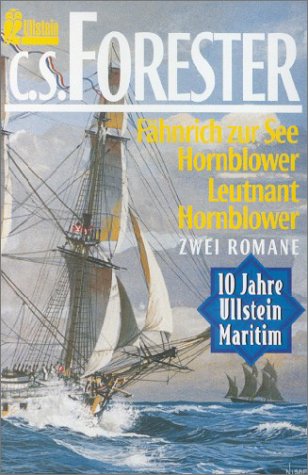 Ullstein
C.S. FORESTER
Fähnrich zur See
Hornblower
Leutnant
Hornblower
ZWEI ROMANE
10 Jahre
Ullstein
Maritim